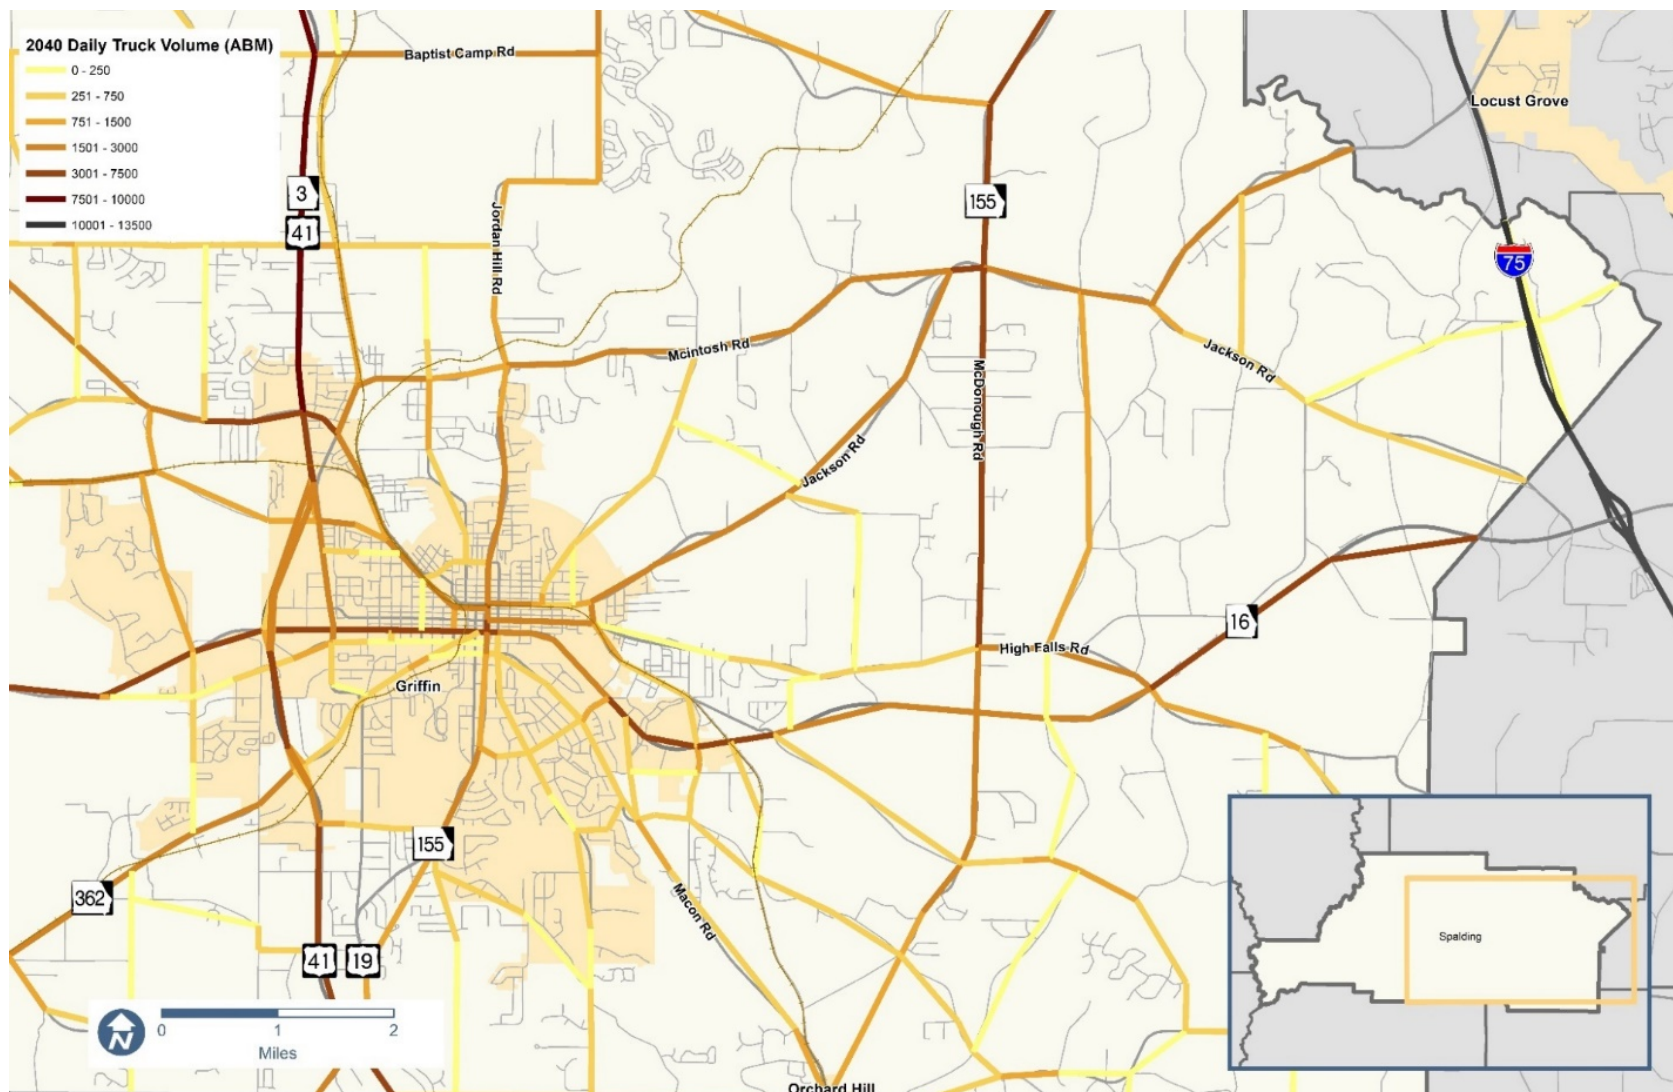 2040 Daily Truck Volume (ABM)
0 - 250
251 - 750
751 - 1500
1501 - 3000
3001 - 7500
7501 - 10000
10001 - 13500
Baptist Camp Rd
Locust Grove
3
41
155
Jordan Hill Rd
75
Mcintosh Rd
Jackson Rd
McDonough Rd
Jackson Rd
16
High Falls Rd
Griffin
155
362
Macon Rd
41
19
Spalding
N
0 1 2
Miles
Orchard Hill